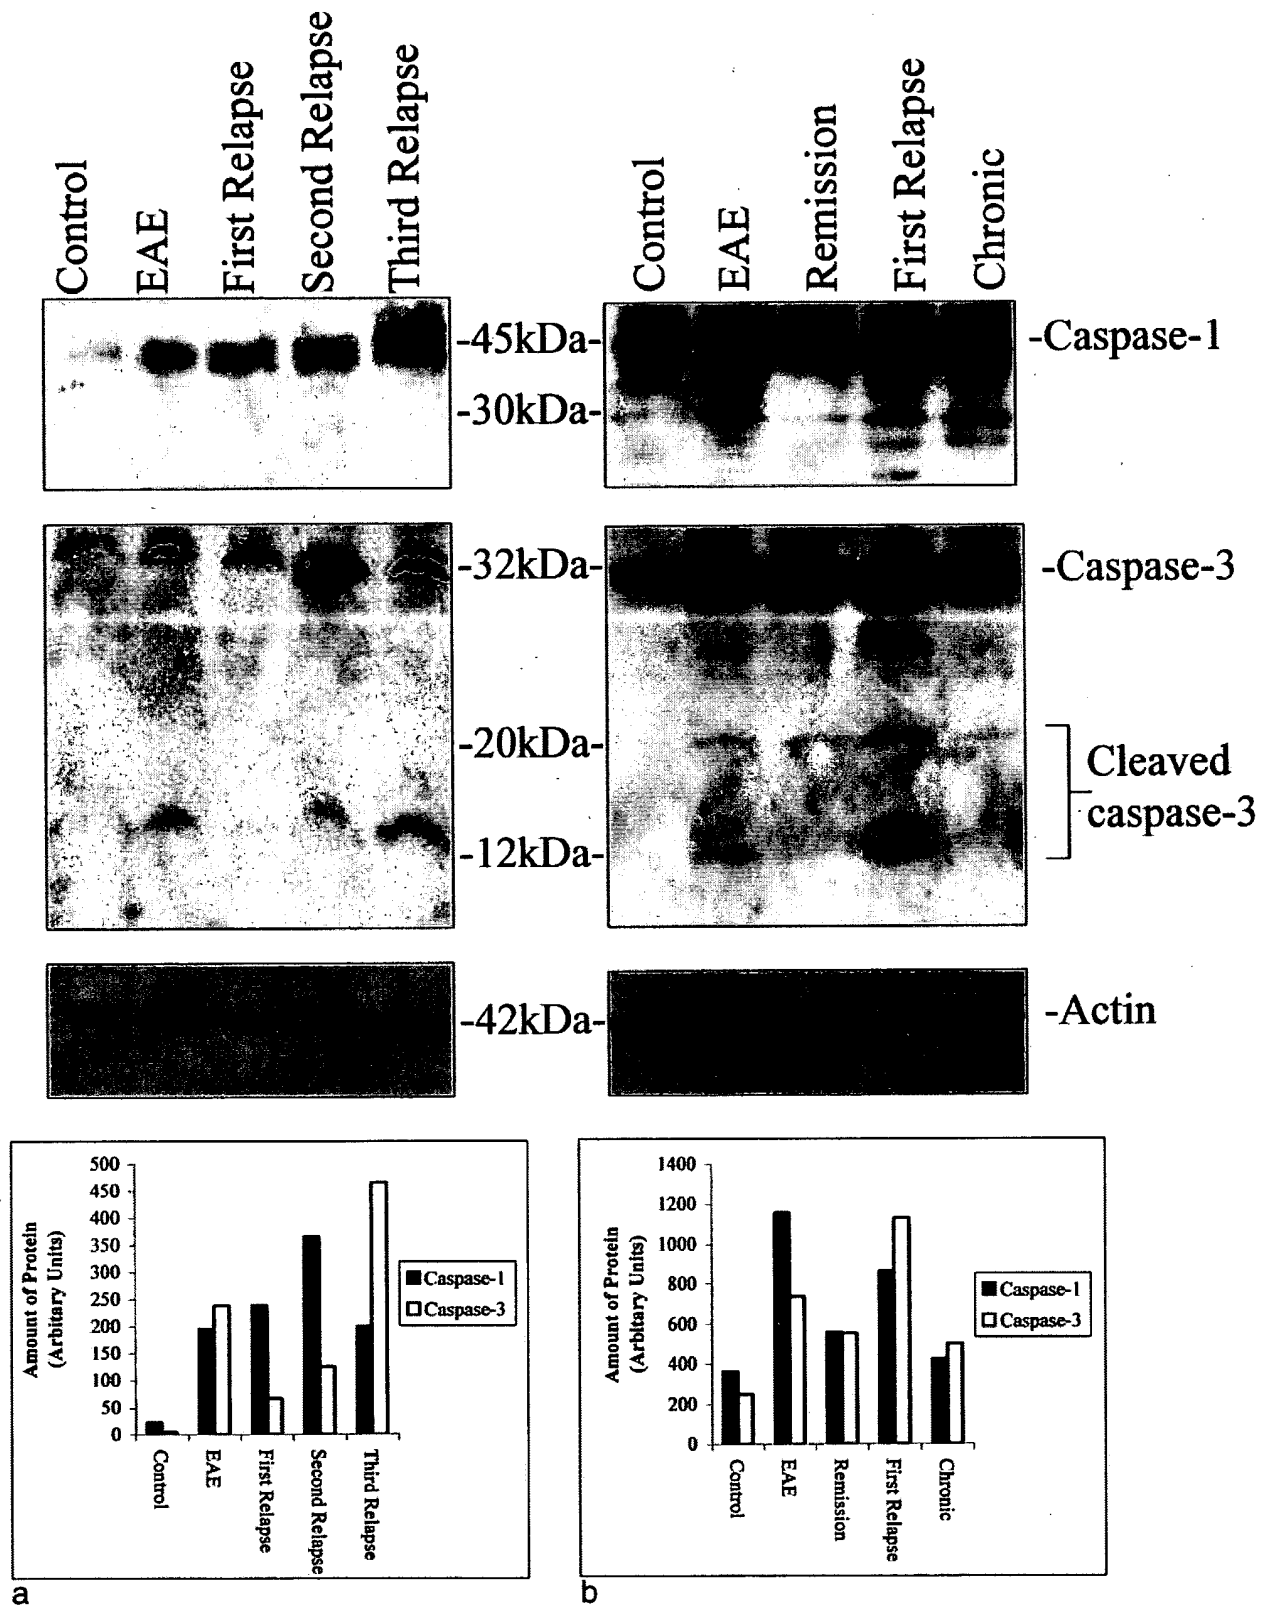 Control
EAE
First Relapse
Second Relapse
Third Relapse
Control
EAE
Remission
First Relapse
Chronic
-45kDa-
-Caspase-1
-30kDa-
-32kDa-
-Caspase-3
-20kDa-
Cleaved
caspase-3
-12kDa-
-42kDa-
-Actin
Amount of Protein
(Arbitary Units)
500
450
400
350
300
250
200
150
100
50
0
Control
EAE
First Relapse
Second Relapse
Third Relapse
Caspase-1
Caspase-3
a
Amount of Protein
(Arbitary Units)
1400
1200
1000
800
600
400
200
0
Control
EAE
Remission
First Relapse
Chronic
Caspase-1
Caspase-3
b